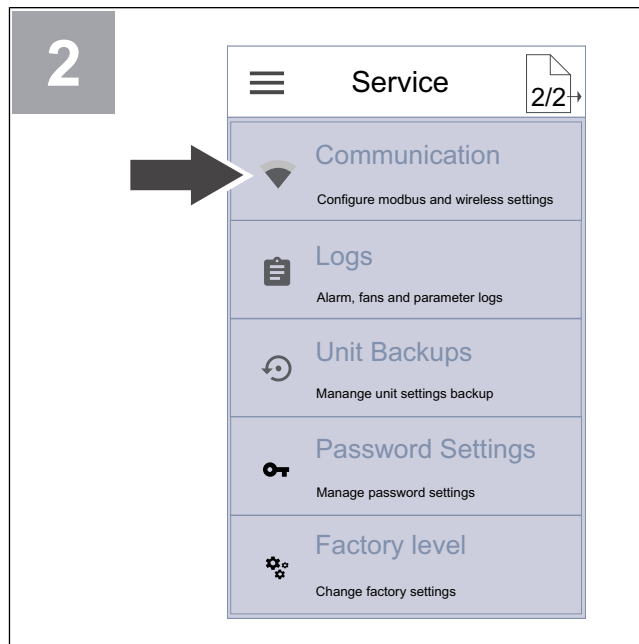 2
Service
2/2
Communication
Configure modbus and wireless settings
Logs
Alarm, fans and parameter logs
Unit Backups
Manange unit settings backup
Password Settings
Manage password settings
Factory level
Change factory settings